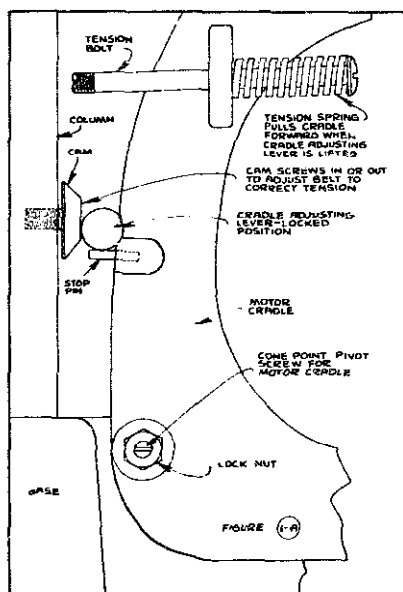 TENSION
BOLT
TENSION SPRING
PULLS CRADLE
FORWARD WHEN
CRADLE ADJUSTING
LEVER IS LIFTED
COLUMN
CAM
CAM SCREWS IN OR OUT
TO ADJUST BELT TO
CORRECT TENSION
CRADLE ADJUSTING
LEVER-LOCKED
POSITION
STOP
PIN
MOTOR
CRADLE
CONE POINT PIVOT
SCREW FOR
MOTOR CRADLE
LOCK NUT
BASE
FIGURE 1-A